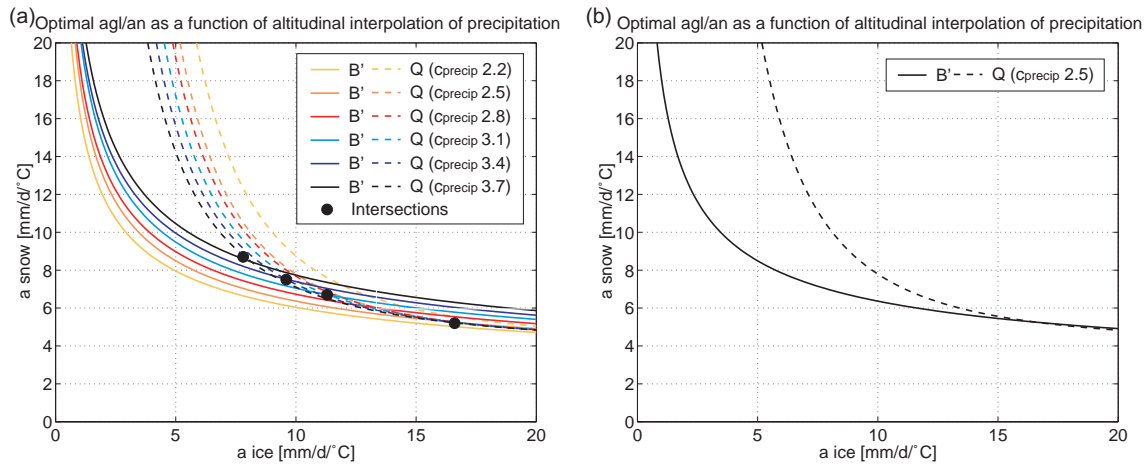 (a) Optimal agl/an as a function of altitudinal interpolation of precipitation
20
18
16
14
12
10
8
6
4
2
0
a snow [mm/d/°C]
B' Q (cprecip 2.2)
B' Q (cprecip 2.5)
B' Q (cprecip 2.8)
B' Q (cprecip 3.1)
B' Q (cprecip 3.4)
B' Q (cprecip 3.7)
Intersections
0 5 10 15 20
a ice [mm/d/°C]
(b) Optimal agl/an as a function of altitudinal interpolation of precipitation
20
18
16
14
12
10
8
6
4
2
0
a snow [mm/d/°C]
B' Q (cprecip 2.5)
0 5 10 15 20
a ice [mm/d/°C]